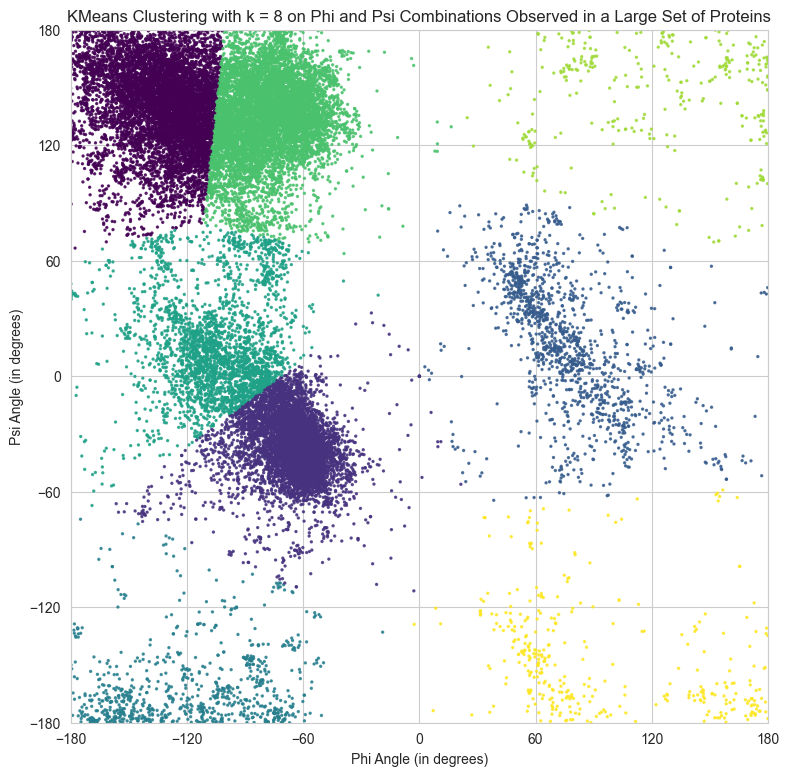 KMeans Clustering with k = 8 on Phi and Psi Combinations Observed in a Large Set of Proteins
180
120
60
0
−60
−120
−180
Psi Angle (in degrees)
−180 −120 −60 0 60 120 180
Phi Angle (in degrees)